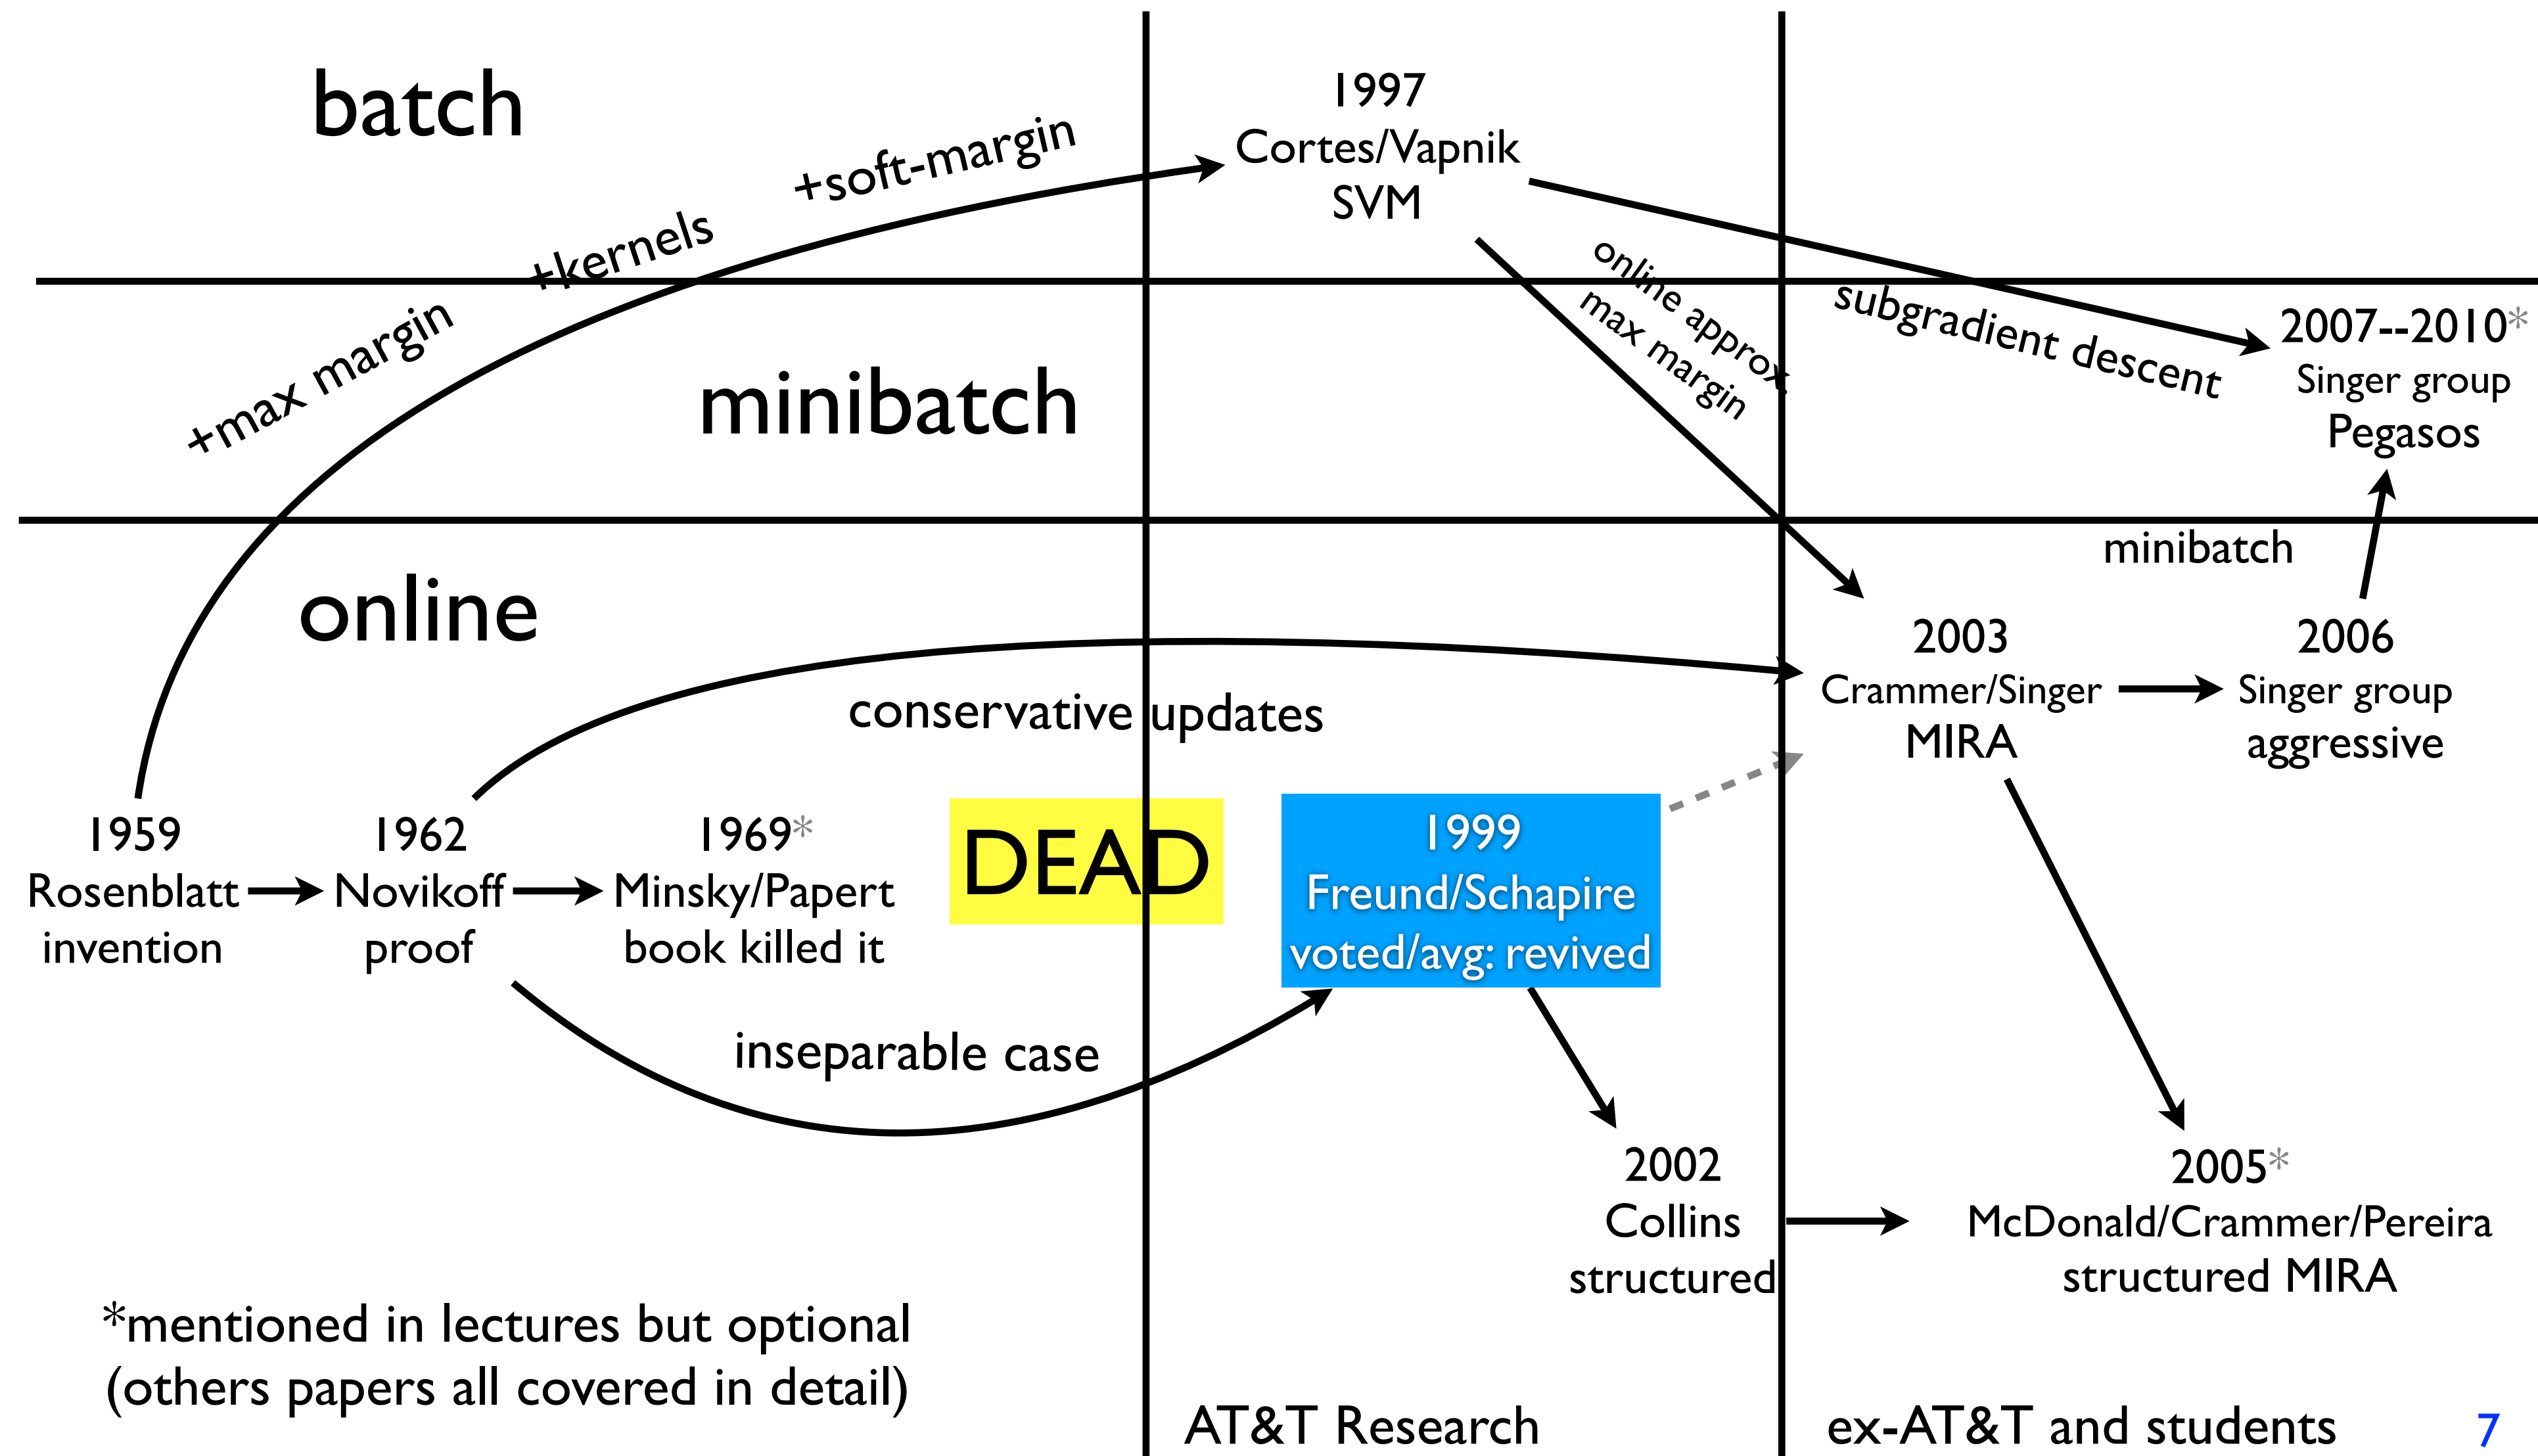 batch
1997
Cortes/Vapnik
SVM
+soft-margin
+kernels
+max margin
online approx.
max margin
subgradient descent
2007--2010*
Singer group
Pegasos
minibatch
minibatch
online
2003
Crammer/Singer
MIRA
2006
Singer group
aggressive
conservative updates
1959
Rosenblatt
invention
1962
Novikoff
proof
1969*
Minsky/Papert
book killed it
DEAD
1999
Freund/Schapire
voted/avg: revived
inseparable case
2002
Collins
structured
2005*
McDonald/Crammer/Pereira
structured MIRA
*mentioned in lectures but optional
(others papers all covered in detail)
AT&T Research
ex-AT&T and students
7